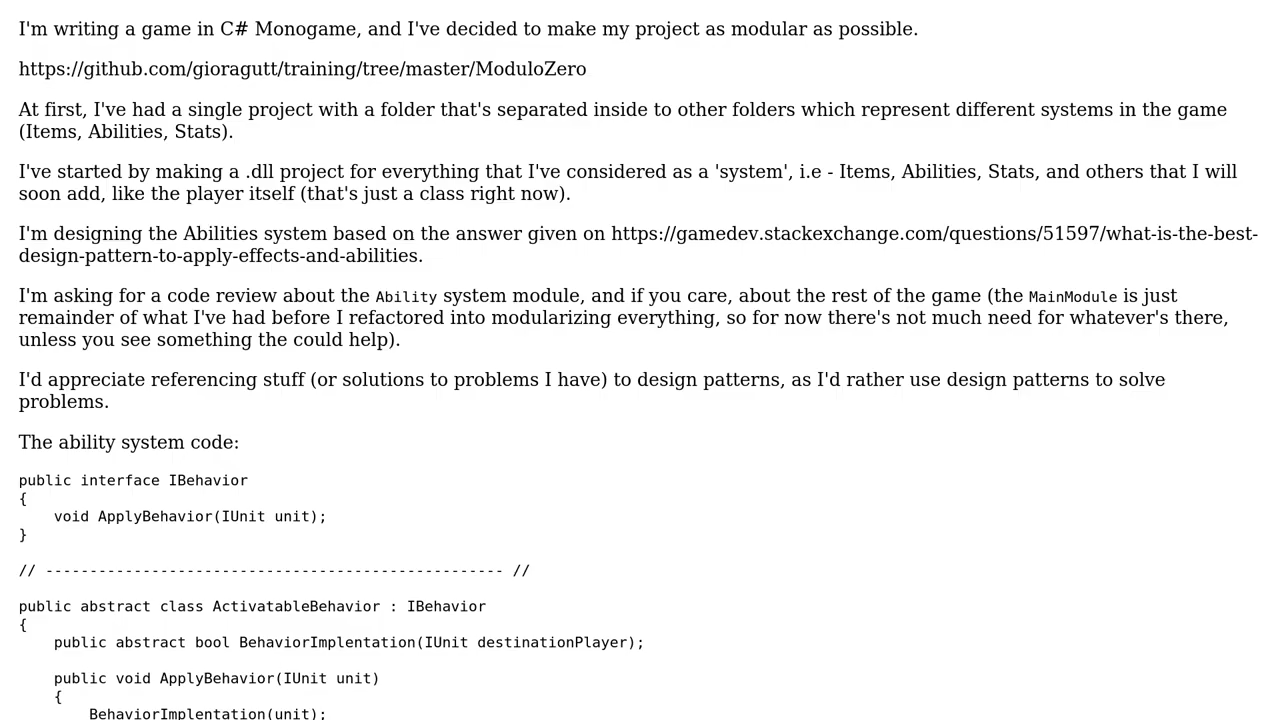 I'm writing a game in C# Monogame, and I've decided to make my project as modular as possible.
https://github.com/gioragutt/training/tree/master/ModuloZero
At first, I've had a single project with a folder that's separated inside to other folders which represent different systems in the game
(Items, Abilities, Stats).
I've started by making a .dll project for everything that I've considered as a 'system', i.e - Items, Abilities, Stats, and others that I will
soon add, like the player itself (that's just a class right now).
I'm designing the Abilities system based on the answer given on https://gamedev.stackexchange.com/questions/51597/what-is-the-best-
design-pattern-to-apply-effects-and-abilities.
I'm asking for a code review about the Ability system module, and if you care, about the rest of the game (the MainModule is just
remainder of what I've had before I refactored into modularizing everything, so for now there's not much need for whatever's there,
unless you see something the could help).
I'd appreciate referencing stuff (or solutions to problems I have) to design patterns, as I'd rather use design patterns to solve
problems.
The ability system code:
public interface IBehavior
{
    void ApplyBehavior(IUnit unit);
}
// ---------------------------------------------------- //
public abstract class ActivatableBehavior : IBehavior
{
    public abstract bool BehaviorImplentation(IUnit destinationPlayer);
    public void ApplyBehavior(IUnit unit)
    {
        BehaviorImplentation(unit);